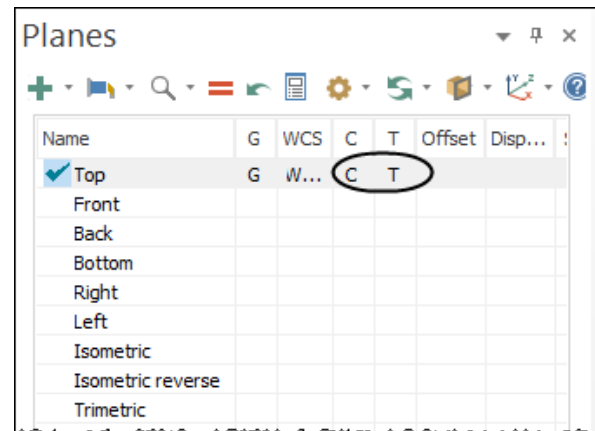 Planes
Name G WCS C T Offset Disp...
Top G W... C T
Front
Back
Bottom
Right
Left
Isometric
Isometric reverse
Trimetric